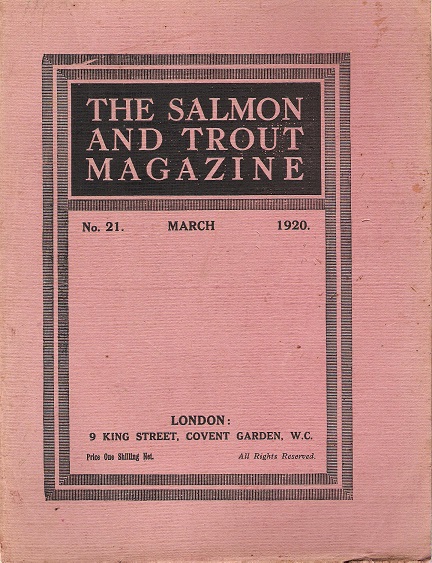 THE SALMON
AND TROUT
MAGAZINE
No. 21. MARCH 1920.
LONDON:
9 KING STREET, COVENT GARDEN, W.C.
Price One Shilling Net. All Rights Reserved.